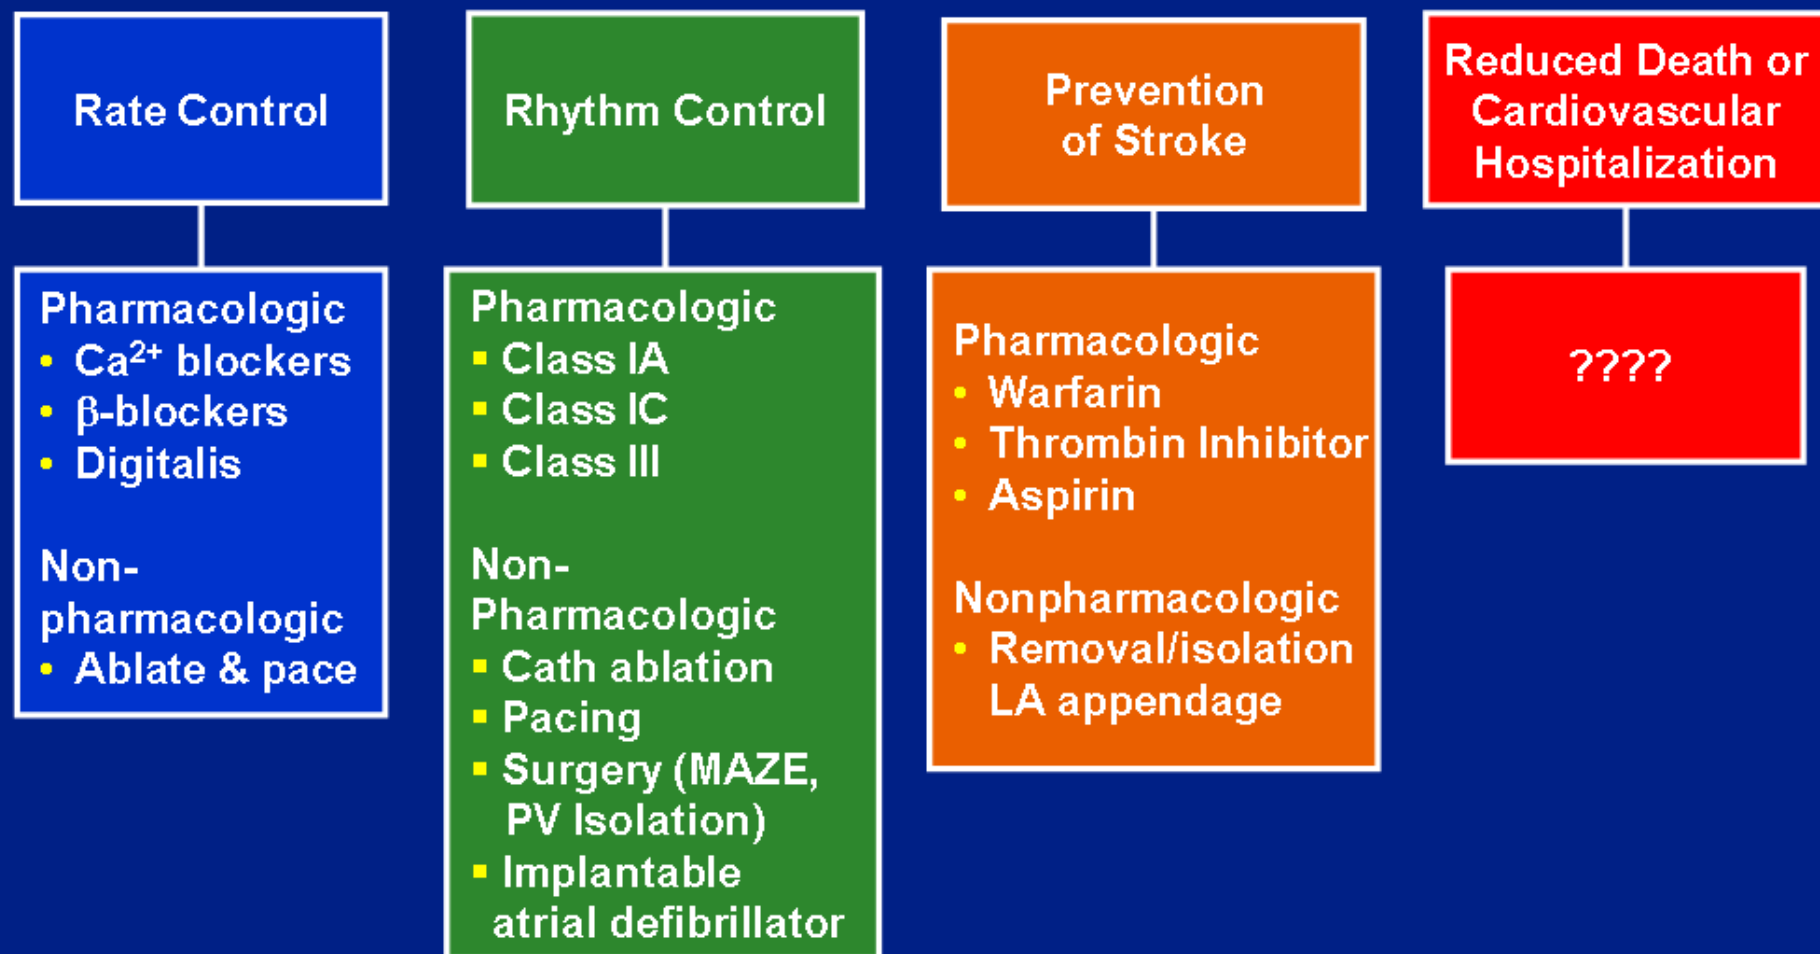 Rate Control
Pharmacologic
• Ca²⁺ blockers
• β-blockers
• Digitalis
Non-
pharmacologic
• Ablate & pace
Rhythm Control
Pharmacologic
▪ Class IA
▪ Class IC
▪ Class III
Non-
Pharmacologic
▪ Cath ablation
▪ Pacing
▪ Surgery (MAZE,
PV Isolation)
▪ Implantable
atrial defibrillator
Prevention
of Stroke
Pharmacologic
• Warfarin
• Thrombin Inhibitor
• Aspirin
Nonpharmacologic
• Removal/isolation
LA appendage
Reduced Death or
Cardiovascular
Hospitalization
????